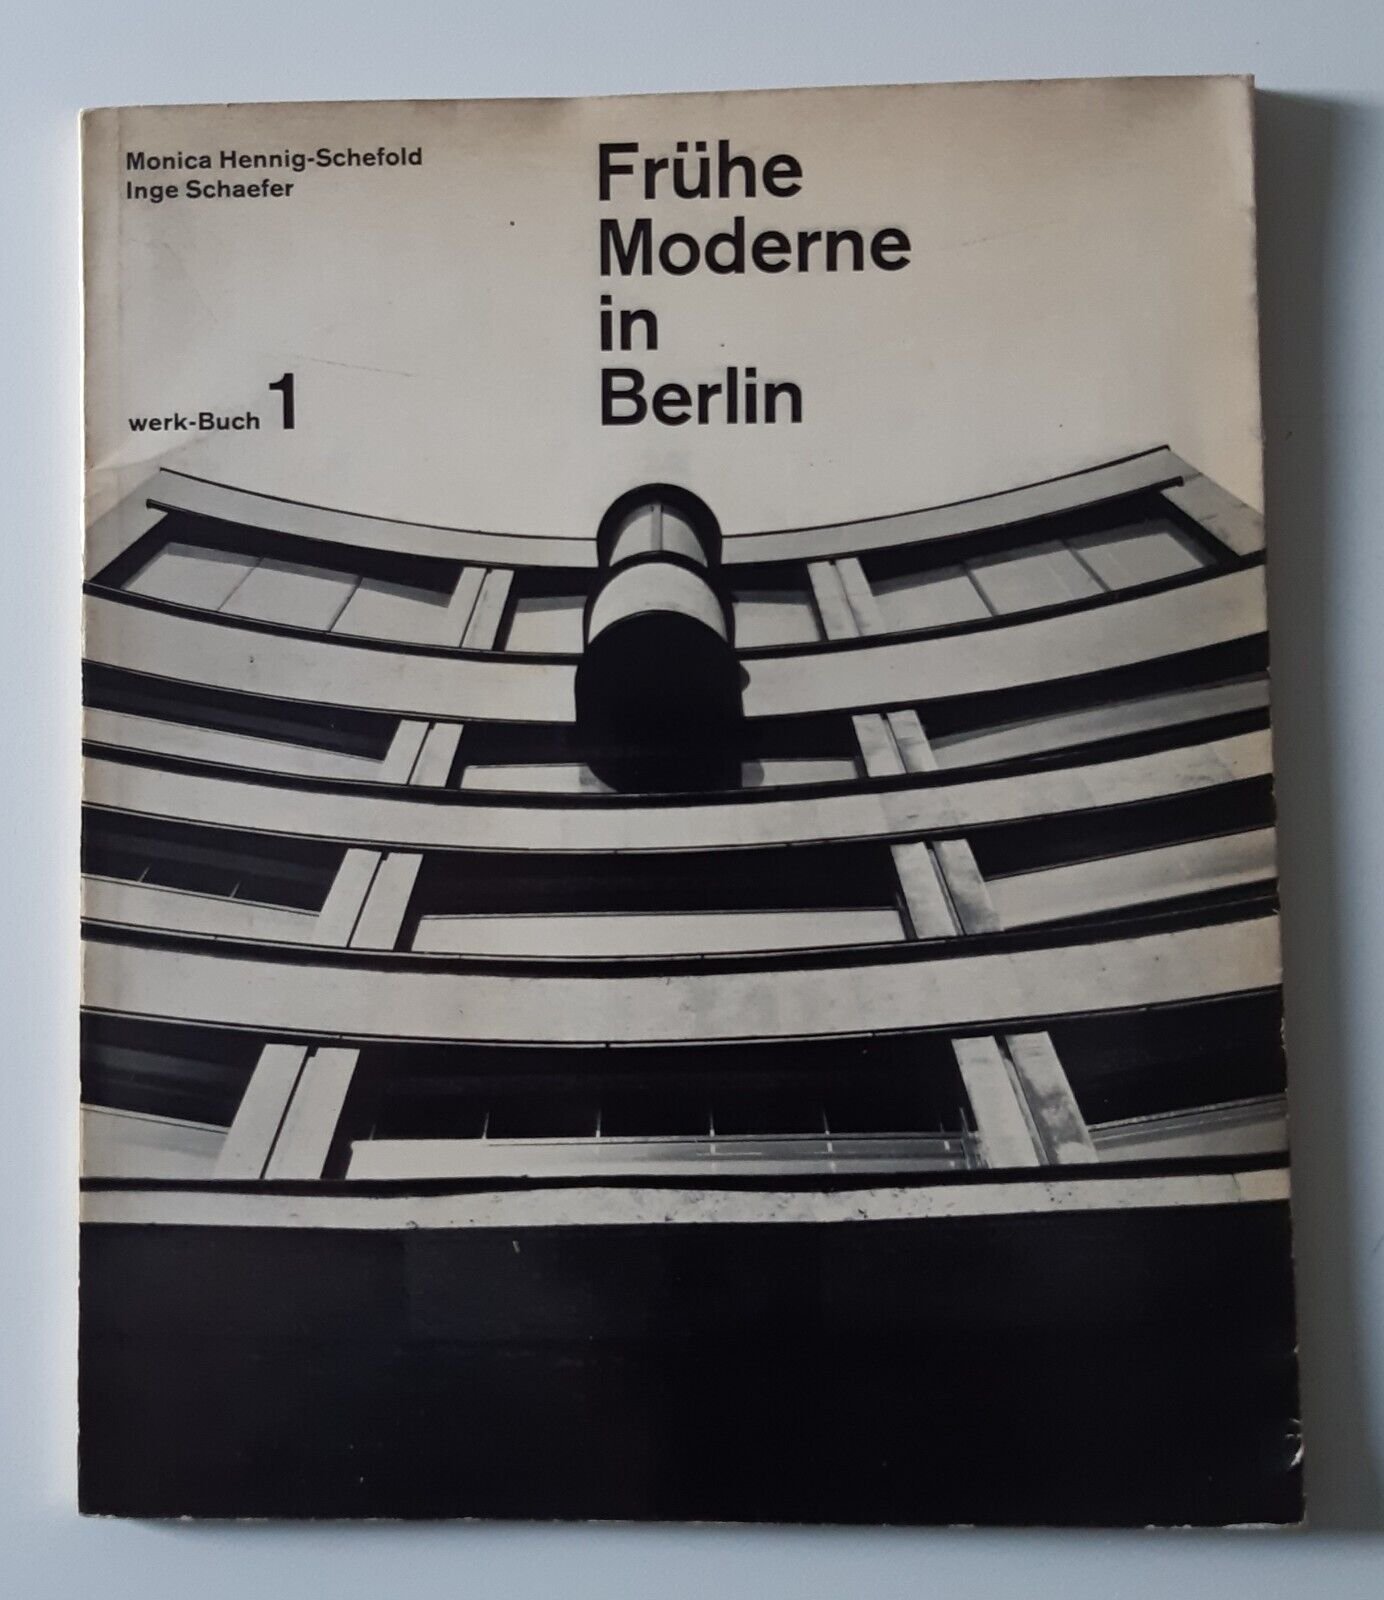 Monica Hennig-Schefold
Inge Schaefer
Frühe
Moderne
in
Berlin
werk-Buch 1